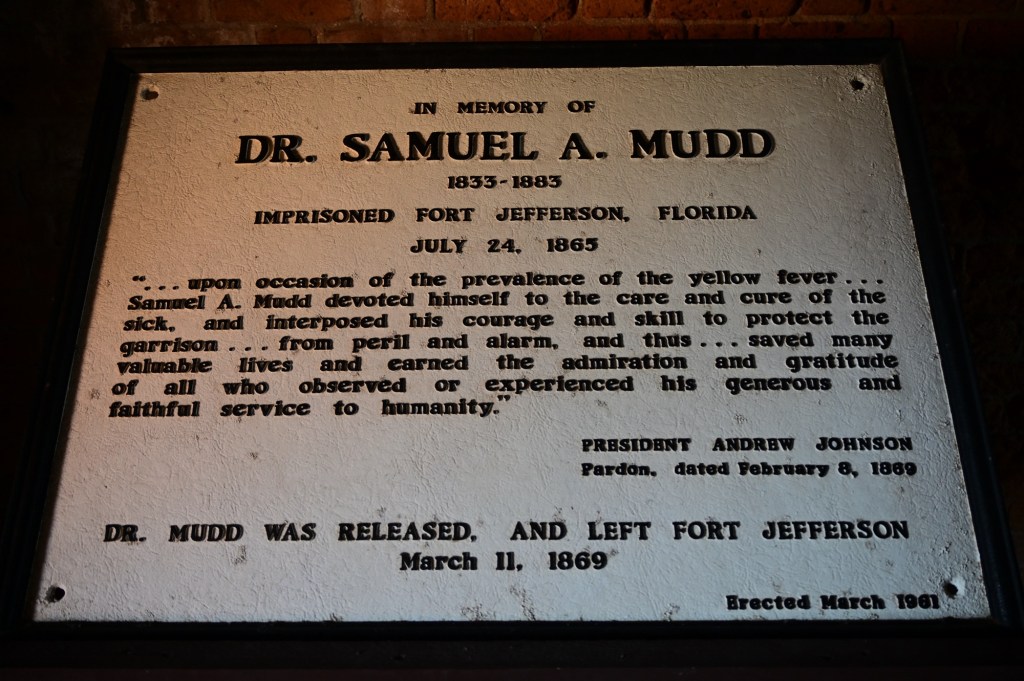 IN MEMORY OF
DR. SAMUEL A. MUDD
1833-1883
IMPRISONED FORT JEFFERSON, FLORIDA
JULY 24, 1865
"... upon occasion of the prevalence of the yellow fever...
Samuel A. Mudd devoted himself to the care and cure of the
sick, and interposed his courage and skill to protect the
garrison... from peril and alarm, and thus... saved many
valuable lives and earned the admiration and gratitude
of all who observed or experienced his generous and
faithful service to humanity."
PRESIDENT ANDREW JOHNSON
Pardon, dated February 8, 1869
DR. MUDD WAS RELEASED, AND LEFT FORT JEFFERSON
March 11, 1869
Erected March 1961